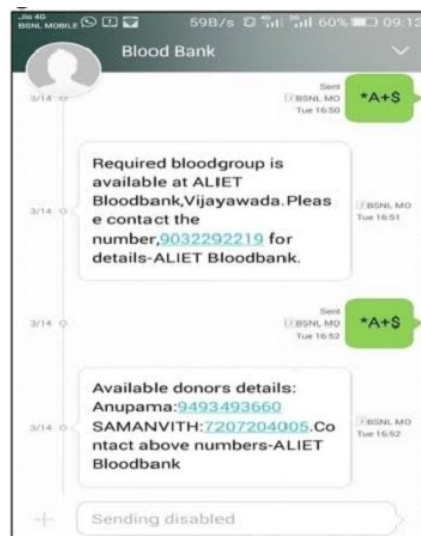 Jio 4G
BSNL MOBILE
59B/s
60%
09:13
Blood Bank
Sent
BSNL MO
Tue 16:50
*A+$
3/14
Required bloodgroup is
available at ALIET
Bloodbank,Vijayawada.Pleas
e contact the
number,9032292219 for
details-ALIET Bloodbank.
3/14
BSNL MO
Tue 16:51
Sent
BSNL MO
Tue 16:52
*A+$
3/14
Available donors details:
Anupama:9493493660
SAMANVITH:7207204005.Co
ntact above numbers-ALIET
Bloodbank
3/14
BSNL MO
Tue 16:52
Sending disabled